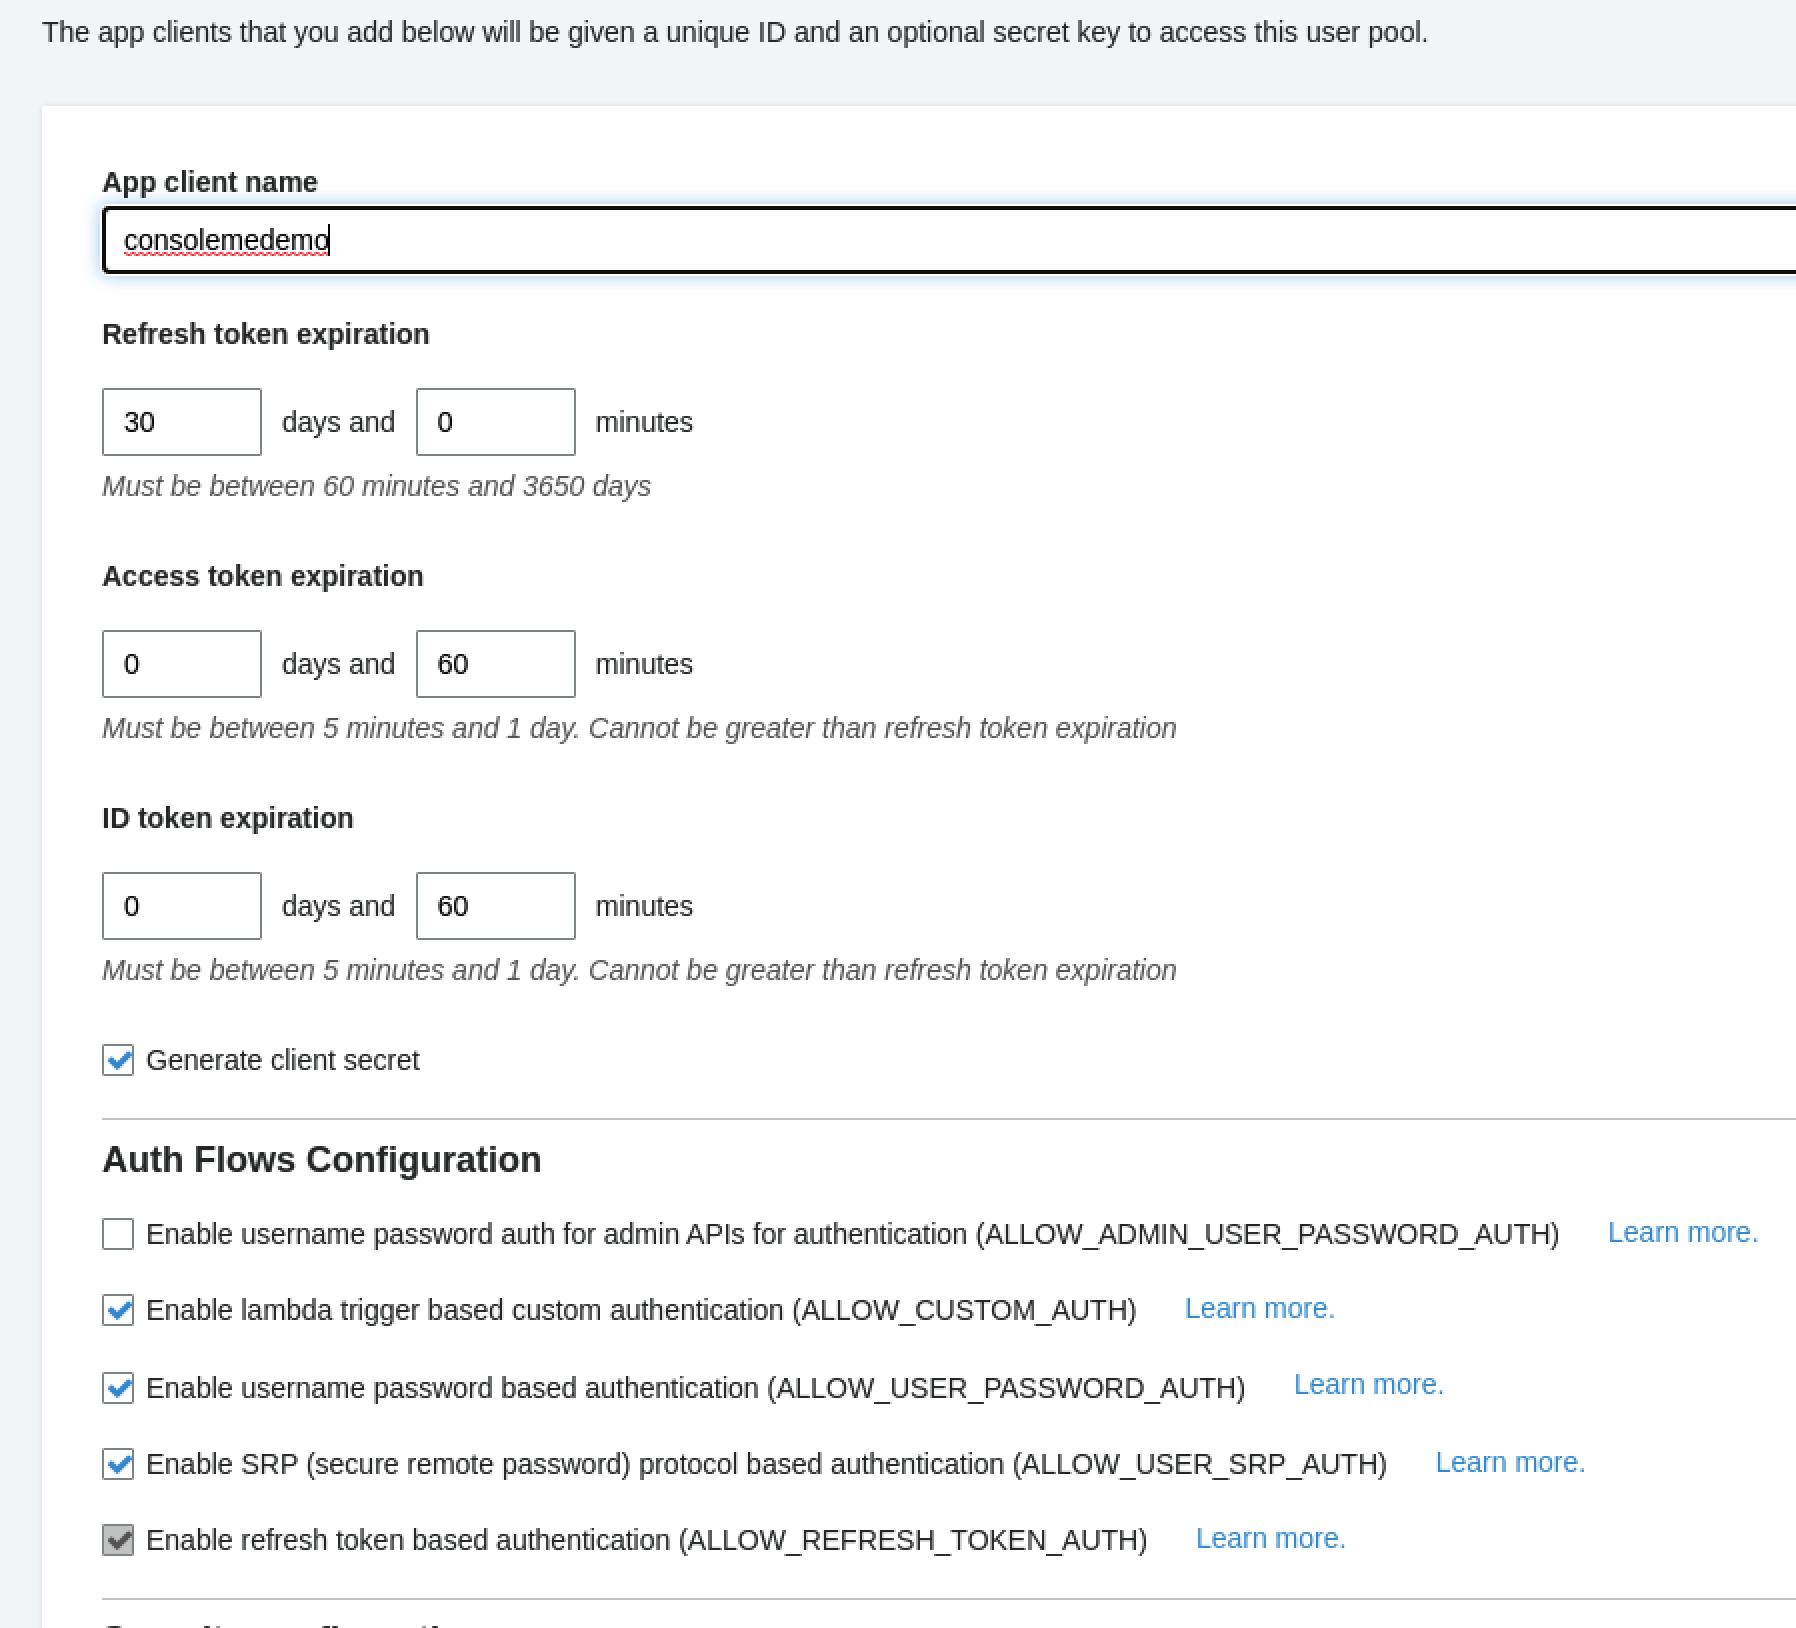 The app clients that you add below will be given a unique ID and an optional secret key to access this user pool.
App client name
consolemedemo
Refresh token expiration
30 days and 0 minutes
Must be between 60 minutes and 3650 days
Access token expiration
0 days and 60 minutes
Must be between 5 minutes and 1 day. Cannot be greater than refresh token expiration
ID token expiration
0 days and 60 minutes
Must be between 5 minutes and 1 day. Cannot be greater than refresh token expiration
Generate client secret
Auth Flows Configuration
Enable username password auth for admin APIs for authentication (ALLOW_ADMIN_USER_PASSWORD_AUTH) Learn more.
Enable lambda trigger based custom authentication (ALLOW_CUSTOM_AUTH) Learn more.
Enable username password based authentication (ALLOW_USER_PASSWORD_AUTH) Learn more.
Enable SRP (secure remote password) protocol based authentication (ALLOW_USER_SRP_AUTH) Learn more.
Enable refresh token based authentication (ALLOW_REFRESH_TOKEN_AUTH) Learn more.